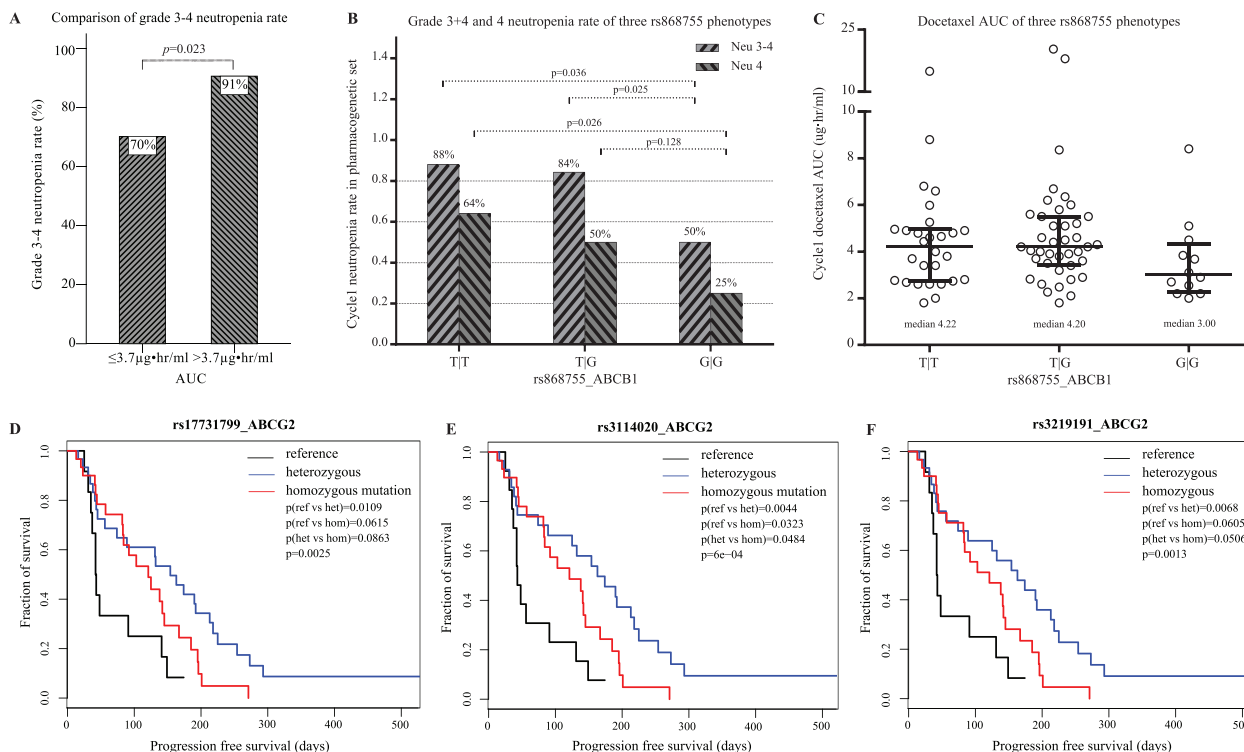 A
Comparison of grade 3-4 neutropenia rate
Grade 3-4 neutropenia rate (%)
100
80
60
40
20
0
p=0.023
70%
91%
≤3.7µg•hr/ml >3.7µg•hr/ml
AUC
B
Grade 3+4 and 4 neutropenia rate of three rs868755 phenotypes
Cycle1 neutropenia rate in pharmacogenetic set
1.4
1.2
1.0
0.8
0.6
0.4
0.2
0.0
Neu 3-4
Neu 4
p=0.036
p=0.025
p=0.026
p=0.128
88%
64%
84%
50%
50%
25%
T|T
T|G
G|G
rs868755_ABCB1
C
Docetaxel AUC of three rs868755 phenotypes
Cycle1 docetaxel AUC (ug•hr/ml)
25
10
10
8
6
4
2
0
median 4.22
median 4.20
median 3.00
T|T
T|G
G|G
rs868755_ABCB1
D
rs17731799_ABCG2
Fraction of survival
1.0
0.8
0.6
0.4
0.2
0.0
reference
heterozygous
homozygous mutation
p(ref vs het)=0.0109
p(ref vs hom)=0.0615
p(het vs hom)=0.0863
p=0.0025
0
100
200
300
400
500
Progression free survival (days)
E
rs3114020_ABCG2
Fraction of survival
1.0
0.8
0.6
0.4
0.2
0.0
reference
heterozygous
homozygous mutation
p(ref vs het)=0.0044
p(ref vs hom)=0.0323
p(het vs hom)=0.0484
p=6e−04
0
100
200
300
400
500
Progression free survival (days)
F
rs3219191_ABCG2
Fraction of survival
1.0
0.8
0.6
0.4
0.2
0.0
reference
heterozygous
homozygous
p(ref vs het)=0.0068
p(ref vs hom)=0.0605
p(het vs hom)=0.0506
p=0.0013
0
100
200
300
400
500
Progression free survival (days)